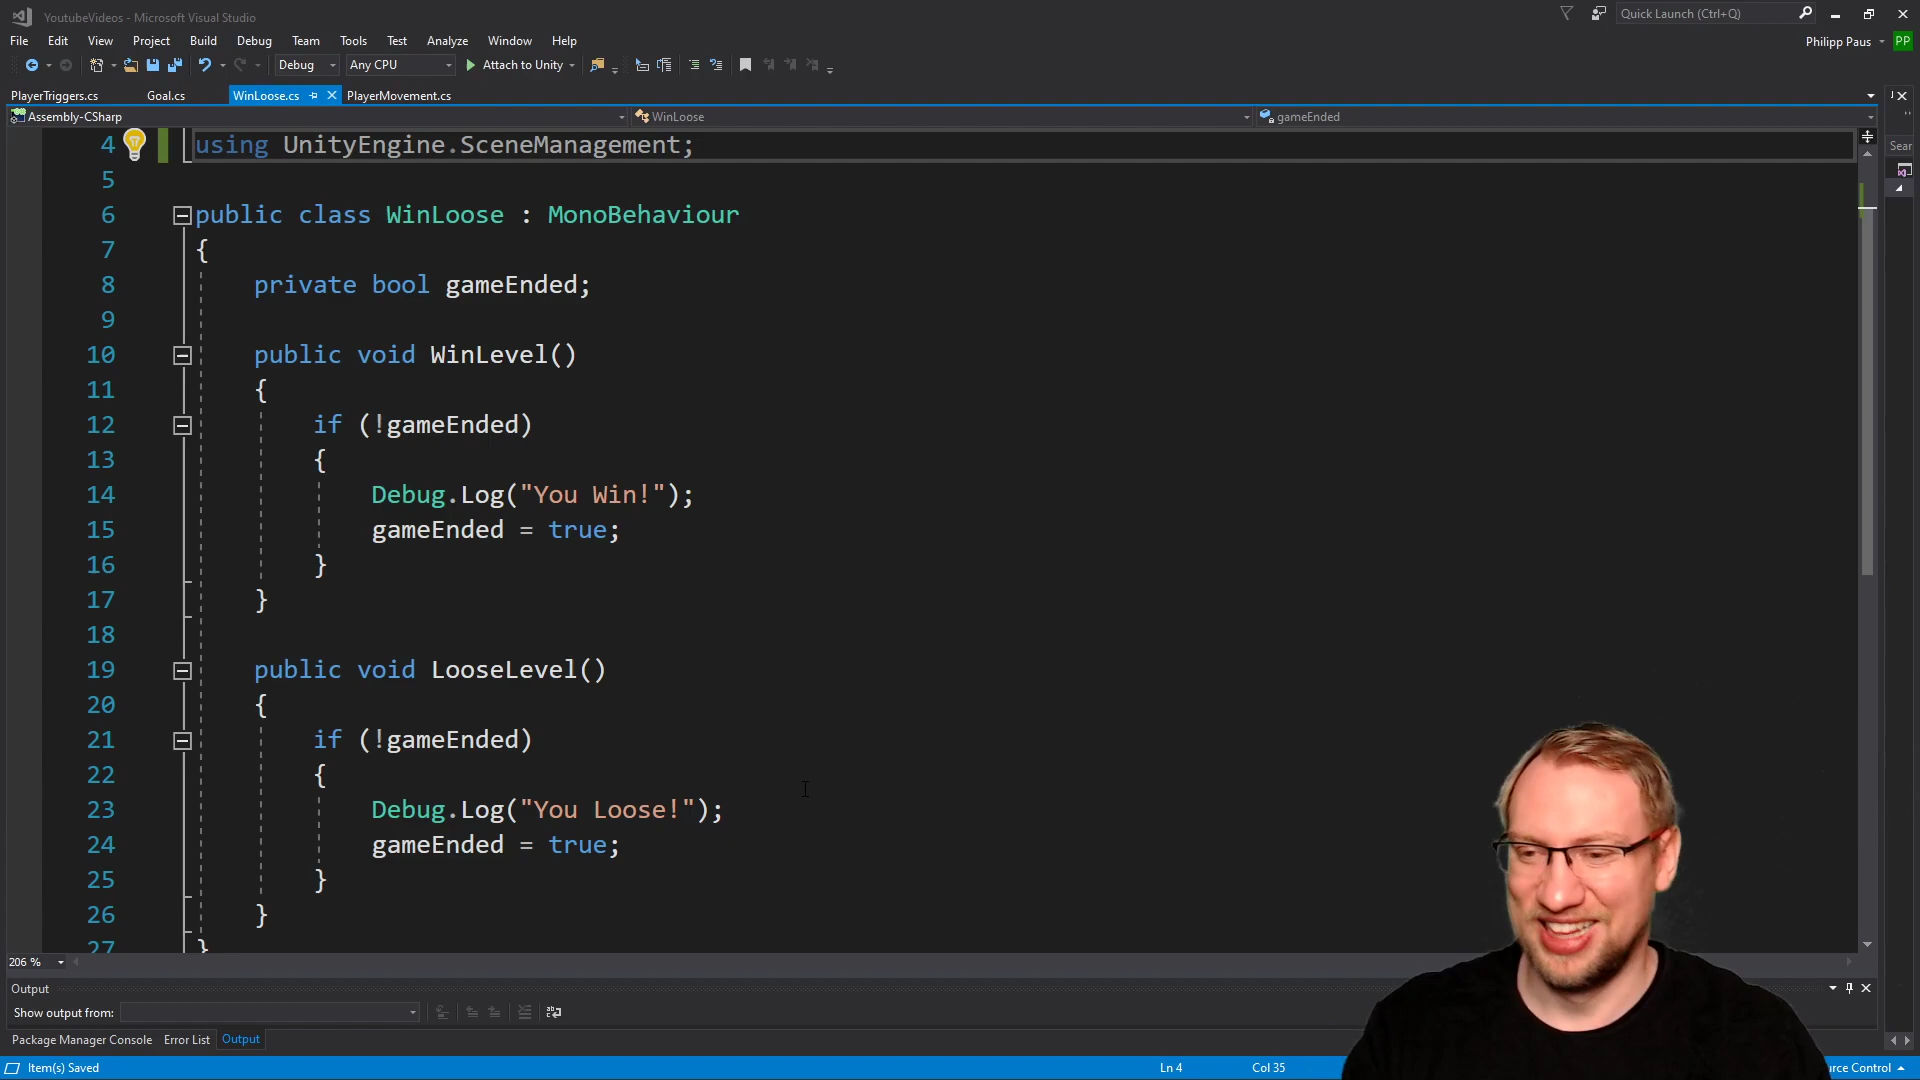 YoutubeVideos - Microsoft Visual Studio
Quick Launch (Ctrl+Q)
File Edit View Project Build Debug Team Tools Test Analyze Window Help
Philipp Paus PP
Debug Any CPU Attach to Unity
PlayerTriggers.cs Goal.cs WinLoose.cs PlayerMovement.cs
Assembly-CSharp WinLoose gameEnded
4 using UnityEngine.SceneManagement;
Sear
5
6 public class WinLoose : MonoBehaviour
7 {
8 private bool gameEnded;
9
10 public void WinLevel()
11 {
12 if (!gameEnded)
13 {
14 Debug.Log("You Win!");
15 gameEnded = true;
16 }
17 }
18
19 public void LooseLevel()
20 {
21 if (!gameEnded)
22 {
23 Debug.Log("You Loose!");
24 gameEnded = true;
25 }
26 }
27 }
206 %
Output
Show output from:
Package Manager Console Error List Output
Item(s) Saved Ln 4 Col 35 urce Control